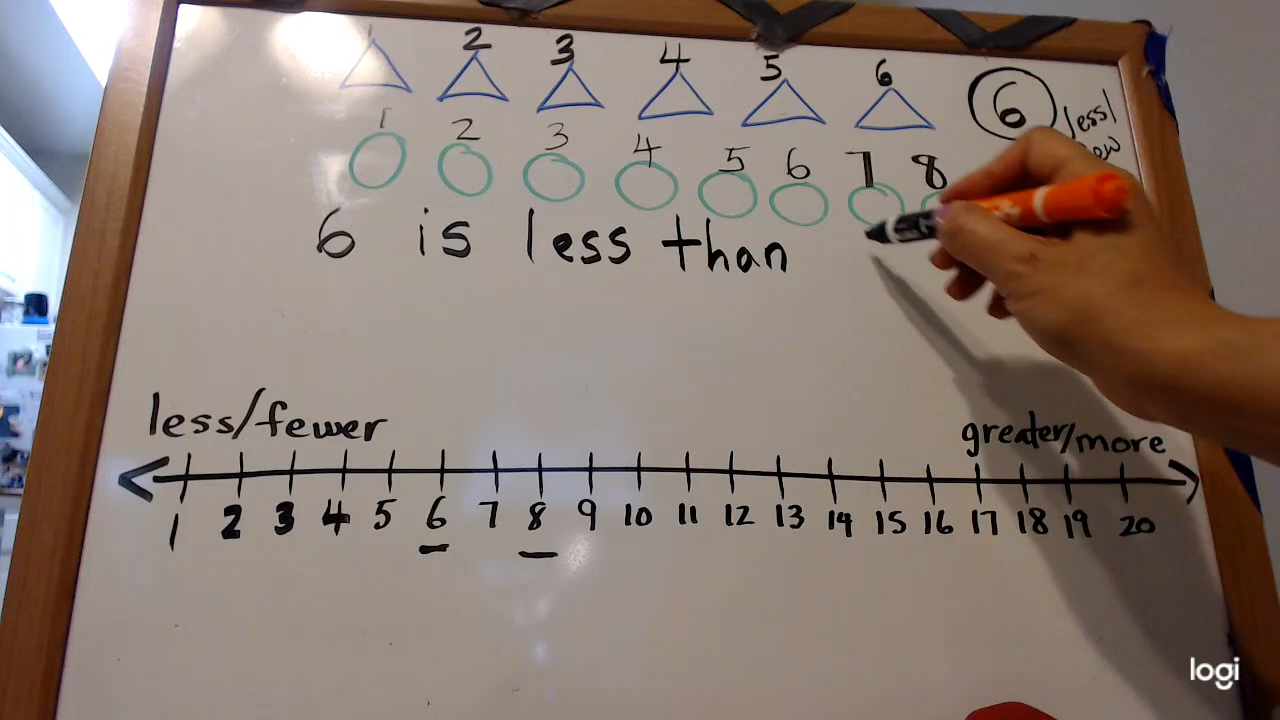 1 2 3 4 5 6 6 less/
1 2 3 4 5 6 7 8
6 is less than
less/fewer greater/more
1 2 3 4 5 6 7 8 9 10 11 12 13 14 15 16 17 18 19 20
logi